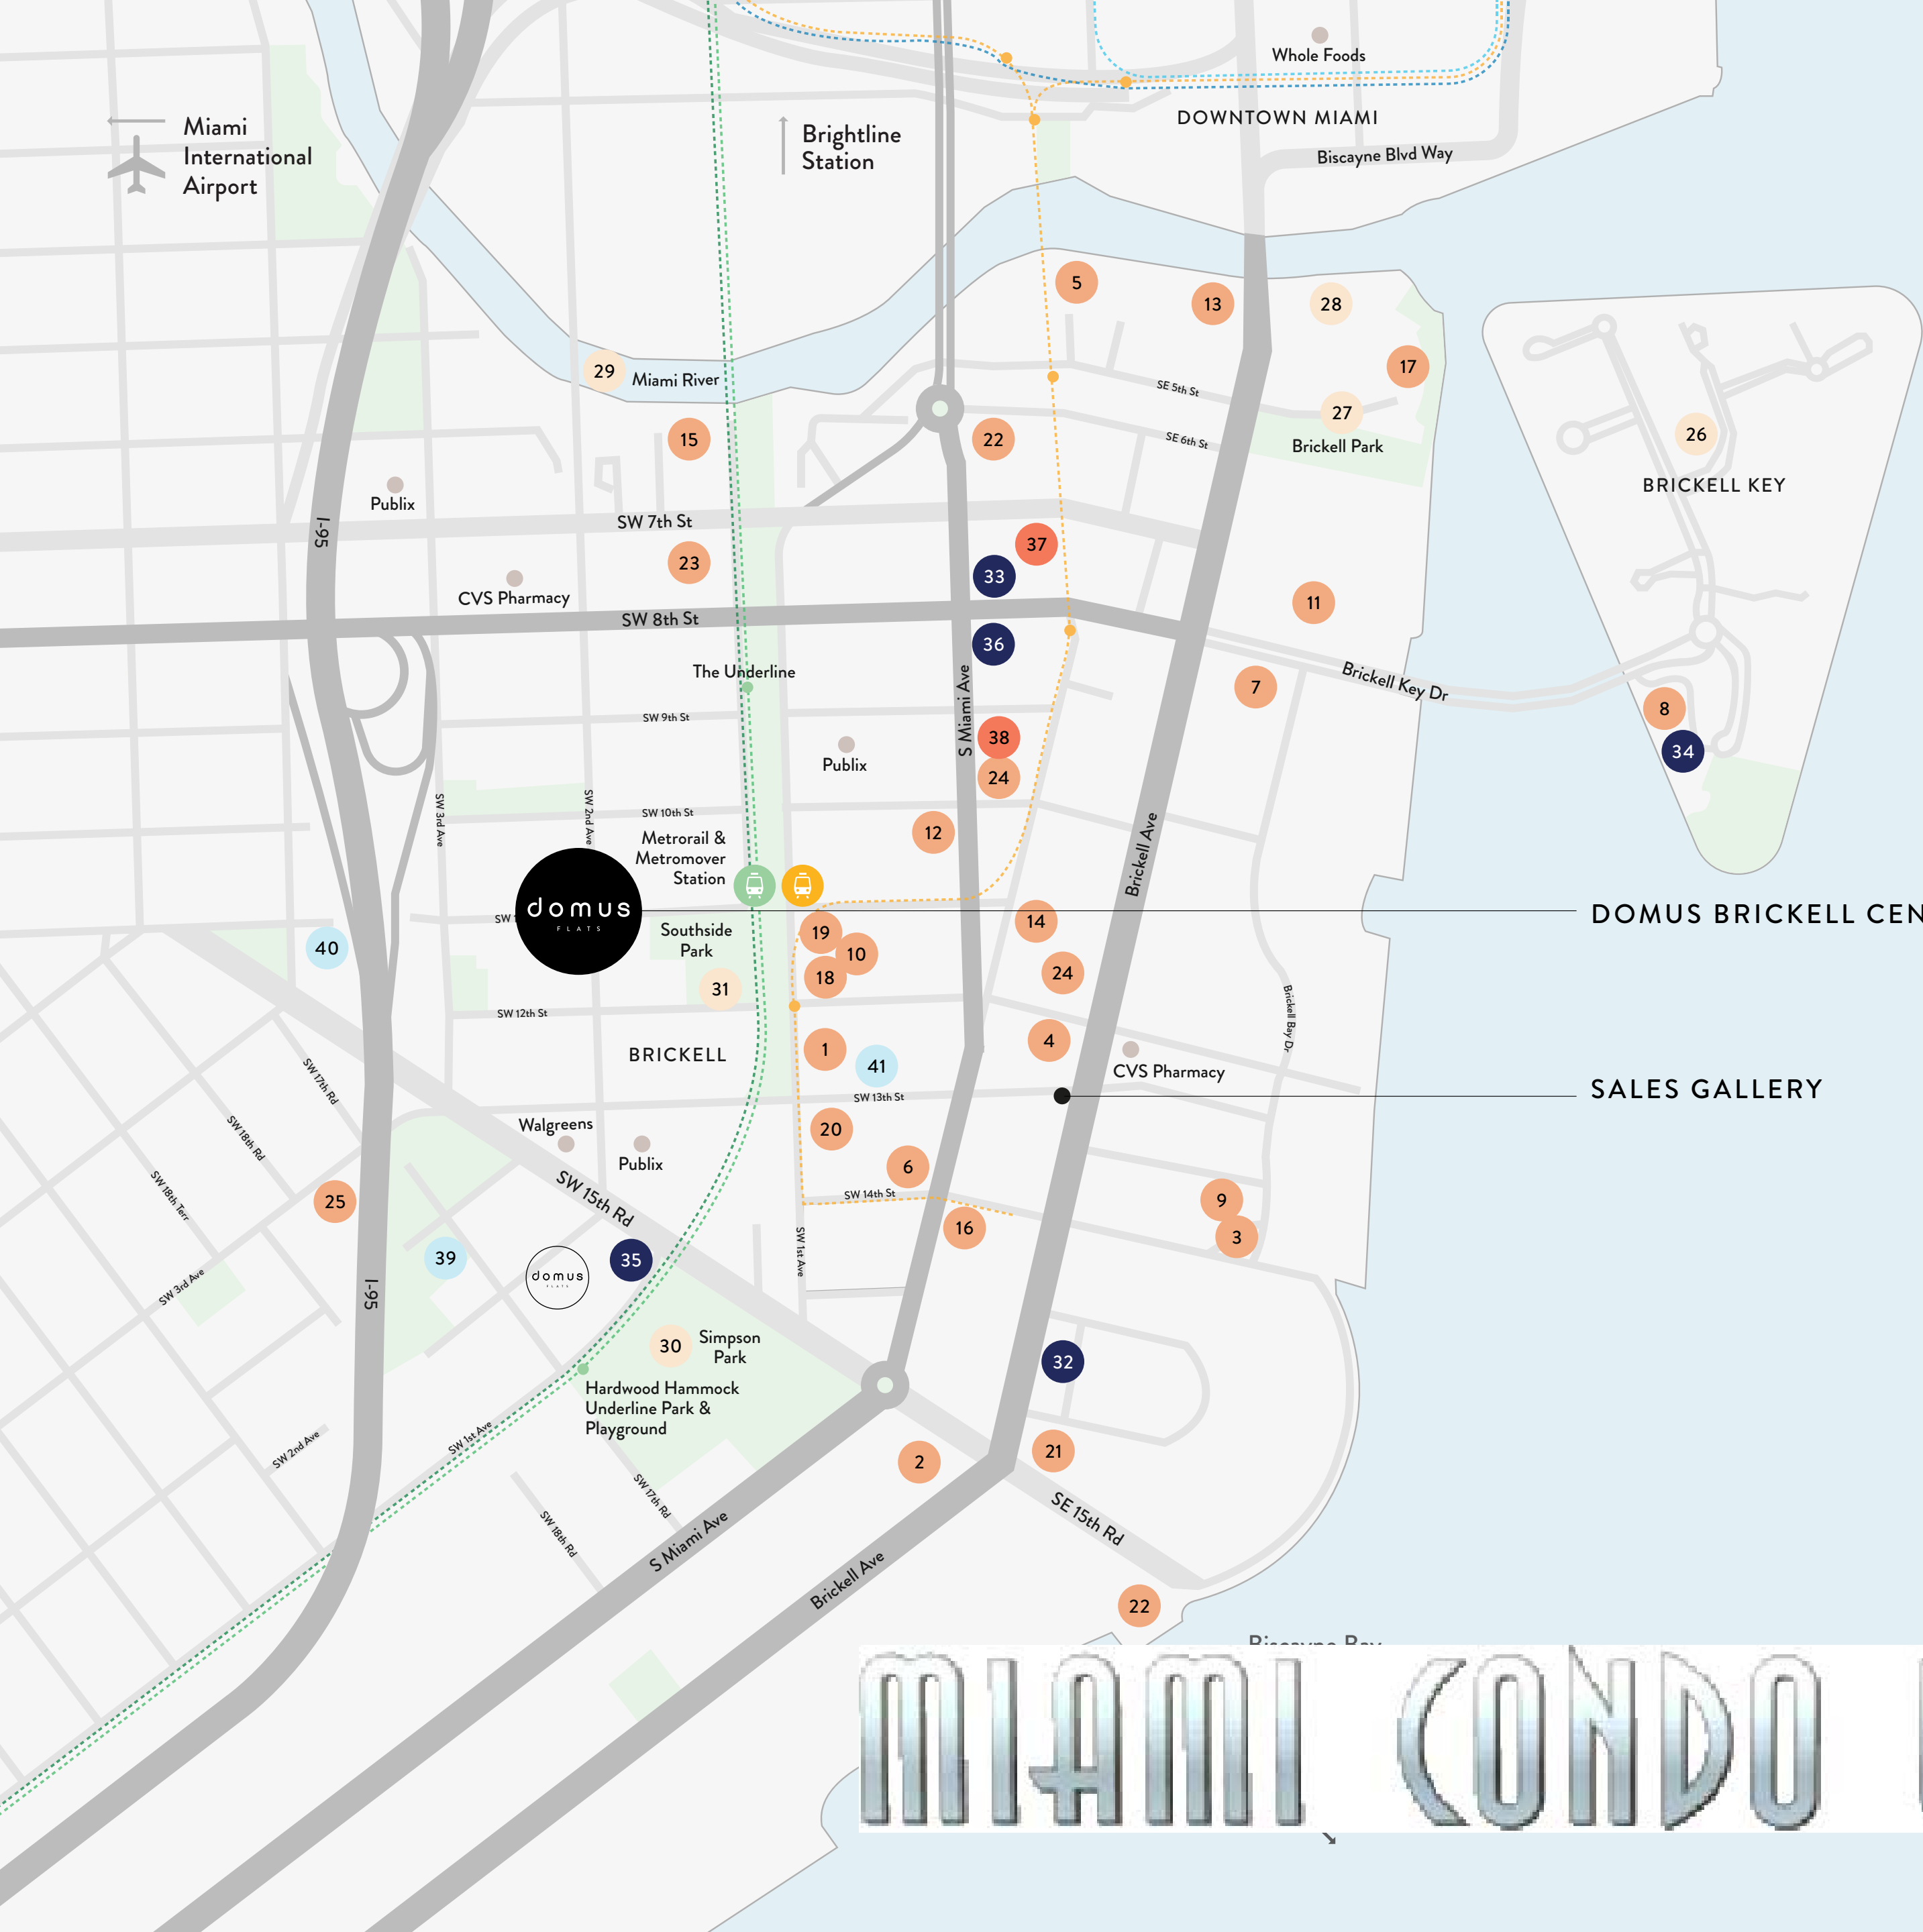 Whole Foods
DOWNTOWN MIAMI
Biscayne Blvd Way
Miami
International
Airport
Brightline
Station
5
13
28
17
27
Brickell Park
SE 5th St
SE 6th St
29
Miami River
15
22
26
BRICKELL KEY
Publix
I-95
SW 7th St
37
33
23
CVS Pharmacy
SW 8th St
11
36
The Underline
7
Brickell Key Dr
SW 9th St
S Miami Ave
8
34
38
Publix
24
SW 3rd Ave
SW 2nd Ave
SW 10th St
12
Metrorail &
Metromover
Station
Brickell Ave
domus
FLATS
SW 1
DOMUS BRICKELL CEN
40
Southside
Park
19
10
18
14
24
31
SW 12th St
Brickell Bay Dr
BRICKELL
1
41
4
CVS Pharmacy
SW 13th St
SALES GALLERY
SW 17th Rd
SW 18th Rd
SW 18th Terr
Walgreens
Publix
20
6
SW 15th Rd
SW 14th St
25
9
3
16
SW 1st Ave
39
domus
FLATS
35
SW 3rd Ave
I-95
30
Simpson
Park
32
Hardwood Hammock
Underline Park &
Playground
SW 1st Ave
SW 2nd Ave
2
21
SW 17th Rd
SW 18th Rd
S Miami Ave
Brickell Ave
SE 15th Rd
22
Biscayne Bay
MIAMI CONDO